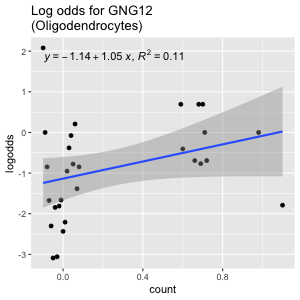 Log odds for GNG12
(Oligodendrocytes)
y = −1.14 + 1.05 x, R² = 0.11
2
1
0
-1
-2
-3
logodds
0.0 0.4 0.8
count